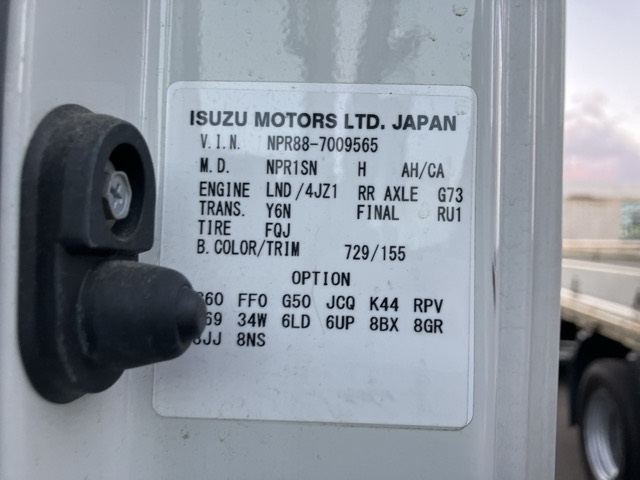 ISUZU MOTORS LTD. JAPAN
V.I.N. NPR88-7009565
M.D. NPR1SN H AH/CA
ENGINE LND/4JZ1 RR AXLE G73
TRANS. Y6N FINAL RU1
TIRE FQJ
B.COLOR/TRIM 729/155
OPTION
FF0 G50 JCQ K44 RPV
34W 6LD 6UP 8BX 8GR
8NS